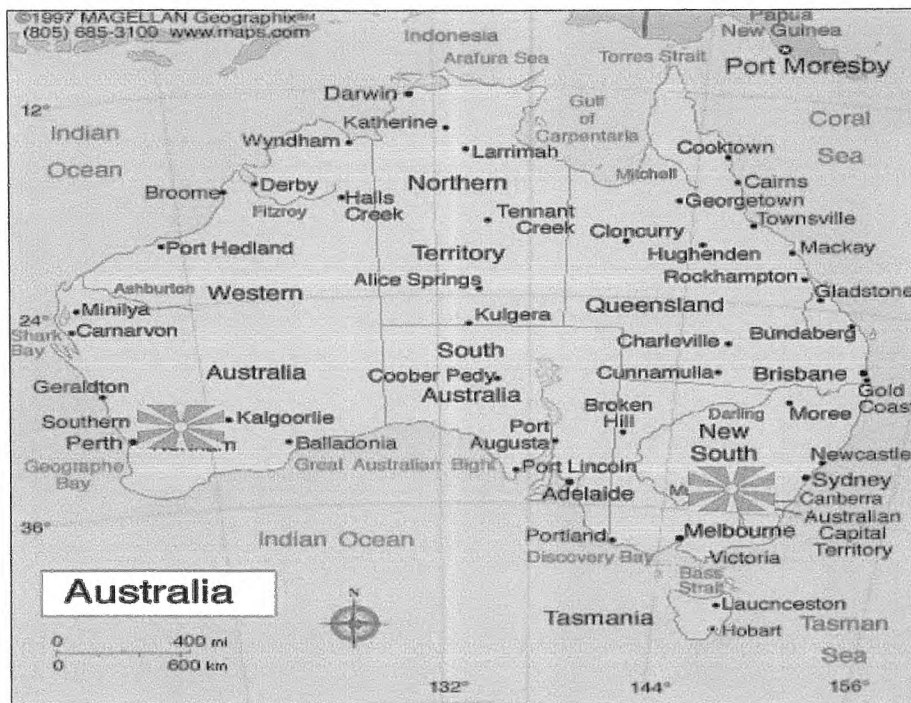 ©1997 MAGELLAN Geographix℠
(805) 685-3100 www.maps.com
Indonesia
Arafura Sea
Torres Strait
Papua
New Guinea
Port Moresby
Darwin
12°
Katherine
Gulf
of
Carpentaria
Coral
Sea
Indian
Ocean
Wyndham
Larrimah
Cooktown
Mitchell
Cairns
Broome
Derby
Fitzroy
Halls
Creek
Northern
Georgetown
Tennant
Creek
Townsville
Cloncurry
Port Hedland
Territory
Hughenden
Mackay
Rockhampton
Ashburton
Western
Alice Springs
Gladstone
Queensland
Minilya
24°
Carnarvon
Shark
Bay
Kulgera
Bundaberg
South
Charleville
Australia
Coober Pedy
Cunnamulla
Brisbane
Geraldton
Australia
Gold
Coast
Broken
Hill
Darling
Moree
Southern
Kalgoorlie
Port
Augusta
New
South
Perth
Balladonia
Geographe
Bay
Great Australian Bight
Port Lincoln
Newcastle
Sydney
Adelaide
Canberra
36°
Indian Ocean
Portland
Melbourne
Australian
Capital
Territory
Discovery Bay
Victoria
Bass
Strait
Australia
N
Tasmania
Laucnceston
Hobart
Tasman
Sea
0 400 mi
0 600 km
132° 144° 156°